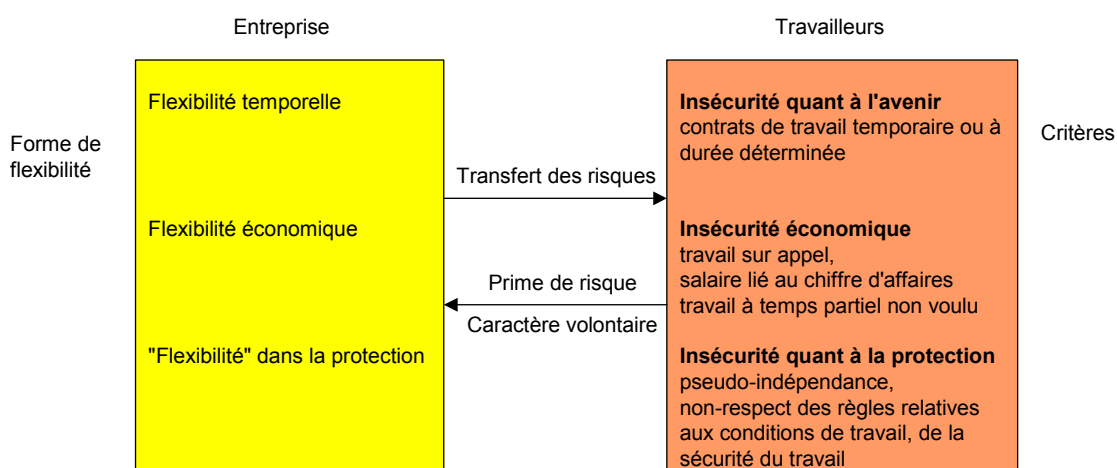 Entreprise
Travailleurs
Forme de
flexibilité
Flexibilité temporelle
Flexibilité économique
"Flexibilité" dans la protection
Transfert des risques
Prime de risque
Caractère volontaire
Insécurité quant à l'avenir
contrats de travail temporaire ou à
durée déterminée
Insécurité économique
travail sur appel,
salaire lié au chiffre d'affaires
travail à temps partiel non voulu
Insécurité quant à la protection
pseudo-indépendance,
non-respect des règles relatives
aux conditions de travail, de la
sécurité du travail
Critères